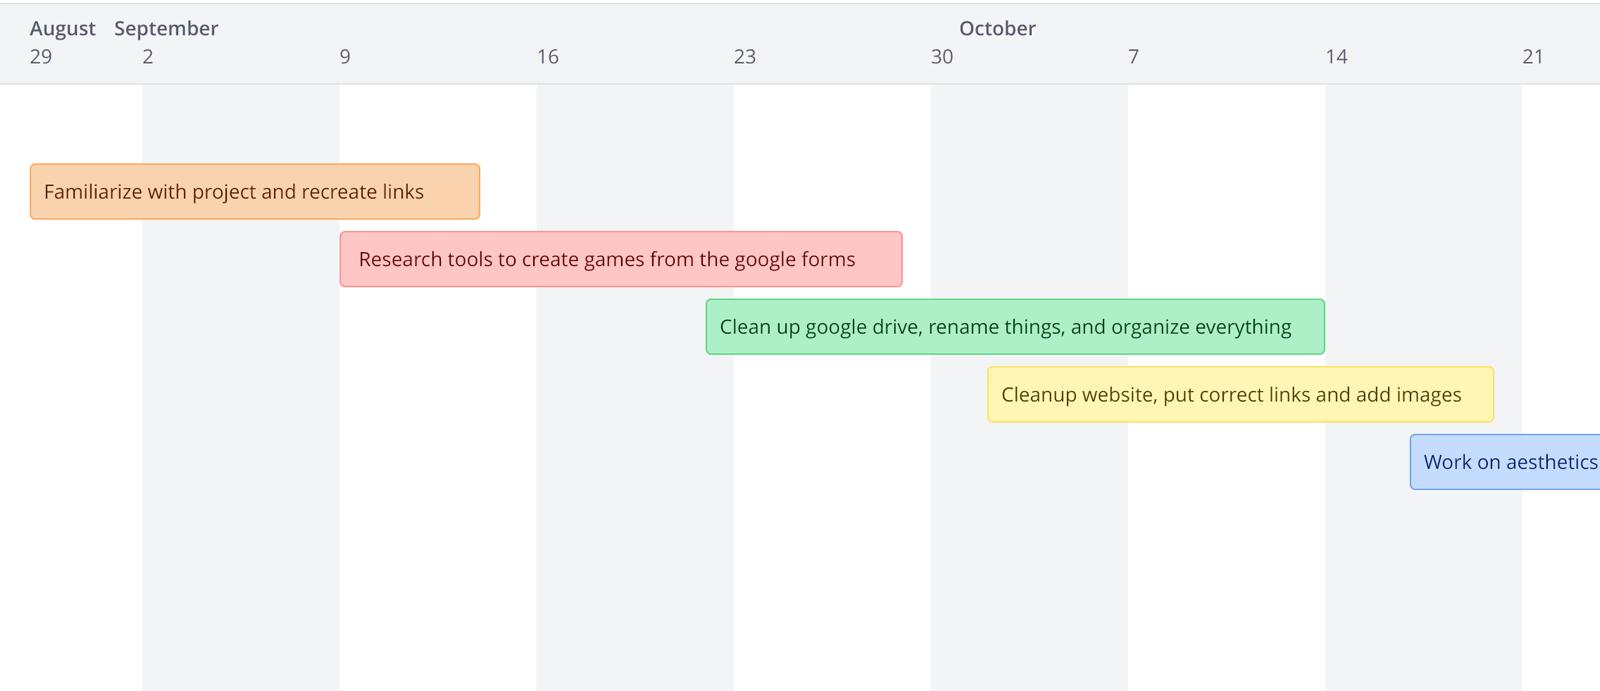 August September October
29 2 9 16 23 30 7 14 21
Familiarize with project and recreate links
Research tools to create games from the google forms
Clean up google drive, rename things, and organize everything
Cleanup website, put correct links and add images
Work on aesthetics